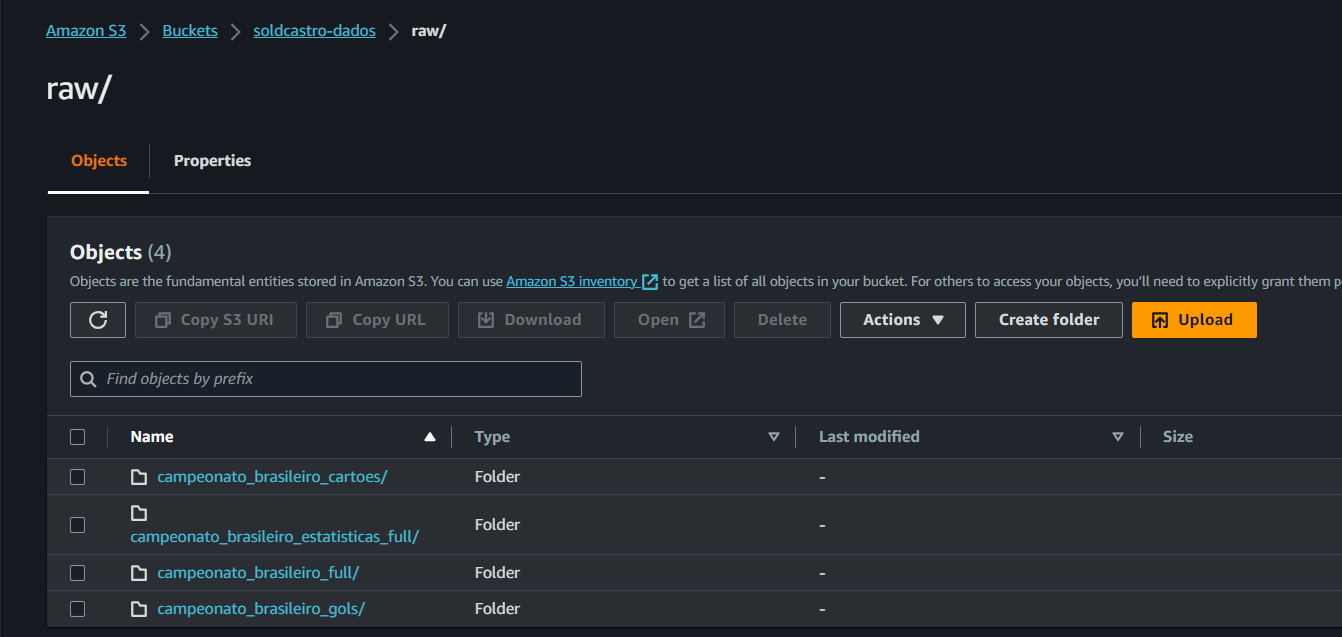 Amazon S3 > Buckets > soldcastro-dados > raw/
raw/
Objects Properties
Objects (4)
Objects are the fundamental entities stored in Amazon S3. You can use Amazon S3 inventory to get a list of all objects in your bucket. For others to access your objects, you'll need to explicitly grant them
Copy S3 URI Copy URL Download Open Delete Actions Create folder Upload
Find objects by prefix
Name Type Last modified Size
campeonato_brasileiro_cartoes/ Folder -
campeonato_brasileiro_estatisticas_full/ Folder -
campeonato_brasileiro_full/ Folder -
campeonato_brasileiro_gols/ Folder -